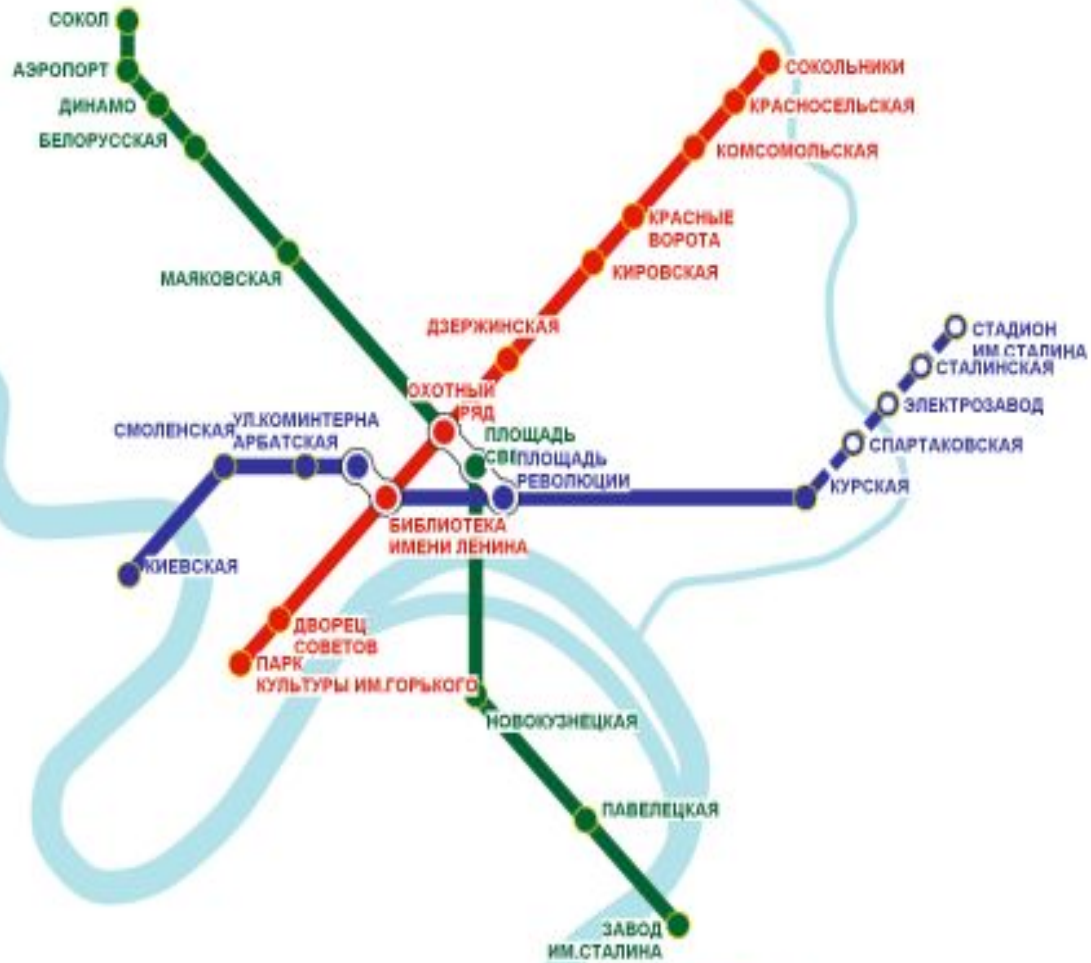 СОКОЛ
АЭРОПОРТ
ДИНАМО
БЕЛОРУССКАЯ
МАЯКОВСКАЯ
СОКОЛЬНИКИ
КРАСНОСЕЛЬСКАЯ
КОМСОМОЛЬСКАЯ
КРАСНЫЕ
ВОРОТА
КИРОВСКАЯ
ДЗЕРЖИНСКАЯ
ОХОТНЫЙ
РЯД
СТАДИОН
ИМ.СТАЛИНА
СТАЛИНСКАЯ
ЭЛЕКТРОЗАВОД
СПАРТАКОВСКАЯ
КУРСКАЯ
СМОЛЕНСКАЯ
УЛ.КОМИНТЕРНА
АРБАТСКАЯ
ПЛОЩАДЬ
ПЛОЩАДЬ
РЕВОЛЮЦИИ
БИБЛИОТЕКА
ИМЕНИ ЛЕНИНА
КИЕВСКАЯ
ДВОРЕЦ
СОВЕТОВ
ПАРК
КУЛЬТУРЫ ИМ.ГОРЬКОГО
НОВОКУЗНЕЦКАЯ
ПАВЕЛЕЦКАЯ
ЗАВОД
ИМ.СТАЛИНА